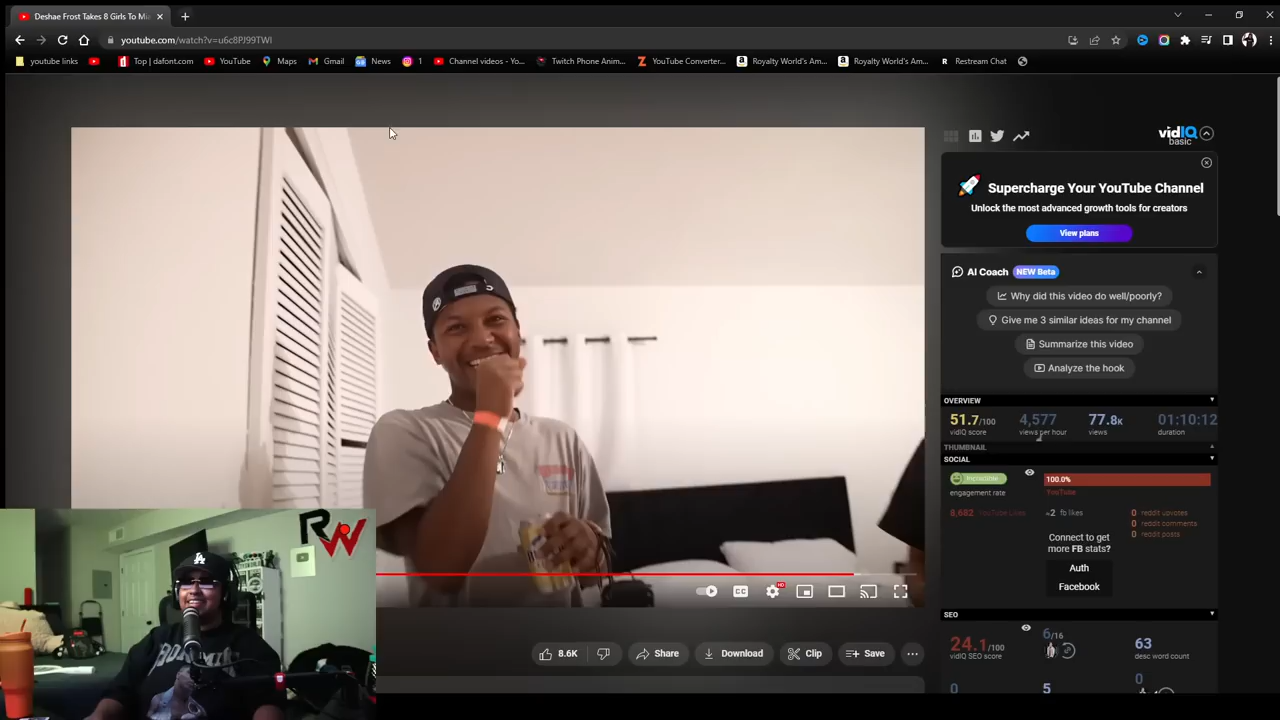 Deshae Frost Takes 8 Girls To Mi
youtube.com/watch?v=u6c8PJ99TWI
youtube links
Top | dafont.com
YouTube
Maps
Gmail
News
1
Channel videos - Yo...
Twitch Phone Anim...
YouTube Converter...
Royalty World's Am...
Royalty World's Am...
Restream Chat
vidIQ
basic
Supercharge Your YouTube Channel
Unlock the most advanced growth tools for creators
View plans
AI Coach NEW Beta
Why did this video do well/poorly?
Give me 3 similar ideas for my channel
Summarize this video
Analyze the hook
OVERVIEW
51.7/100 4,577 77.8K 01:10:12
vidIQ score views per hour views duration
THUMBNAIL
SOCIAL
100.0%
YouTube
engagement rate
8,682 YouTube Likes
≈2 fb likes
0 reddit upvotes
0 reddit comments
0 reddit posts
Connect to get
more FB stats?
Auth
Facebook
SEO
24.1/100 6/16 63
vidIQ SEO score desc word count
0 5 0
CC
HD
8.6K Share Download Clip Save
RW
LA